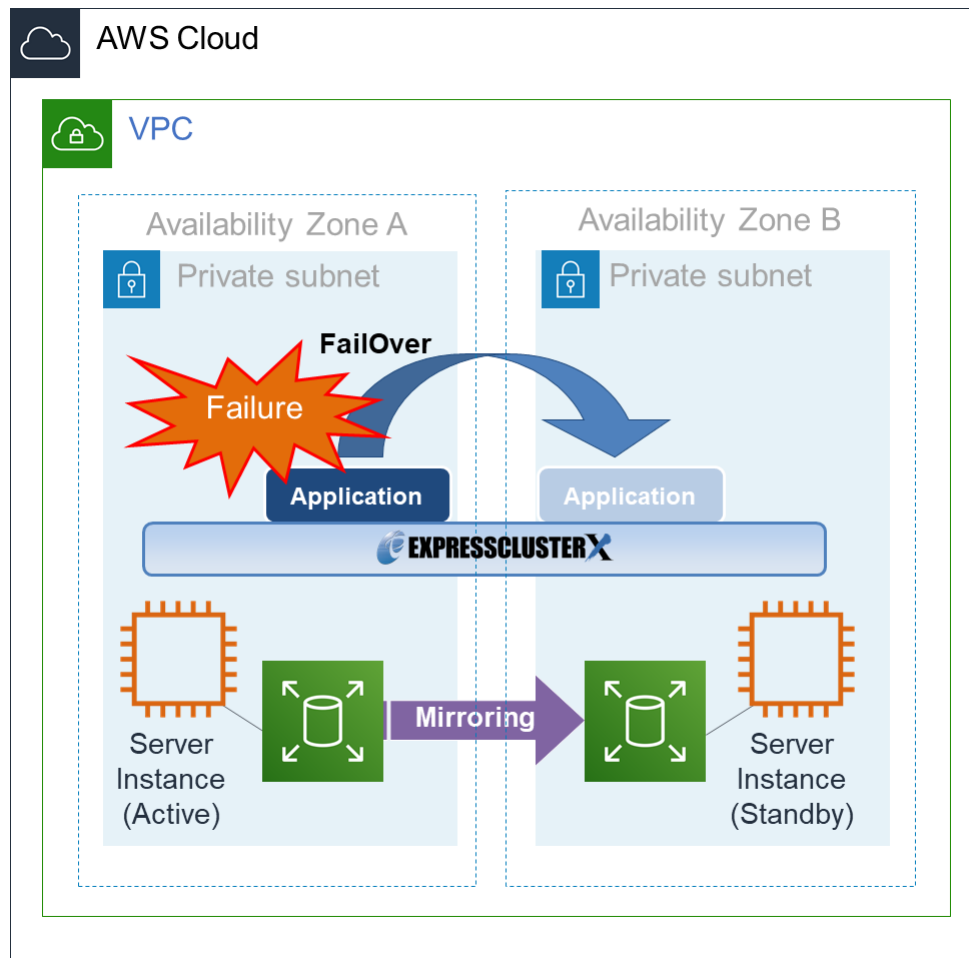 AWS Cloud
VPC
Availability Zone A
Availability Zone B
Private subnet
Private subnet
FailOver
Failure
Application
Application
EXPRESSCLUSTER X
Mirroring
Server
Instance
(Active)
Server
Instance
(Standby)